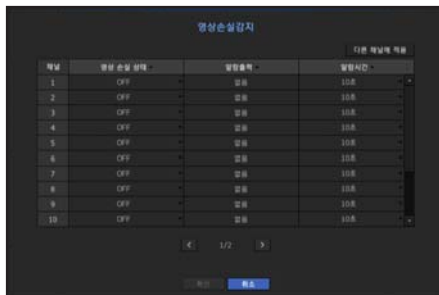 영상손실감지
다른 채널에 적용
채널 영상 손실 상태 알람출력 알람시간
1 OFF 없음 10초
2 OFF 없음 10초
3 OFF 없음 10초
4 OFF 없음 10초
5 OFF 없음 10초
6 OFF 없음 10초
7 OFF 없음 10초
8 OFF 없음 10초
9 OFF 없음 10초
10 OFF 없음 10초
< 1/2 >
확인 취소